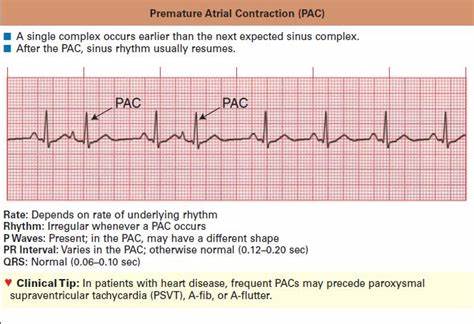 Premature Atrial Contraction (PAC)
A single complex occurs earlier than the next expected sinus complex.
After the PAC, sinus rhythm usually resumes.
PAC PAC
Rate: Depends on rate of underlying rhythm
Rhythm: Irregular whenever a PAC occurs
P Waves: Present; in the PAC, may have a different shape
PR Interval: Varies in the PAC; otherwise normal (0.12–0.20 sec)
QRS: Normal (0.06–0.10 sec)
♥ Clinical Tip: In patients with heart disease, frequent PACs may precede paroxysmal
supraventricular tachycardia (PSVT), A-fib, or A-flutter.